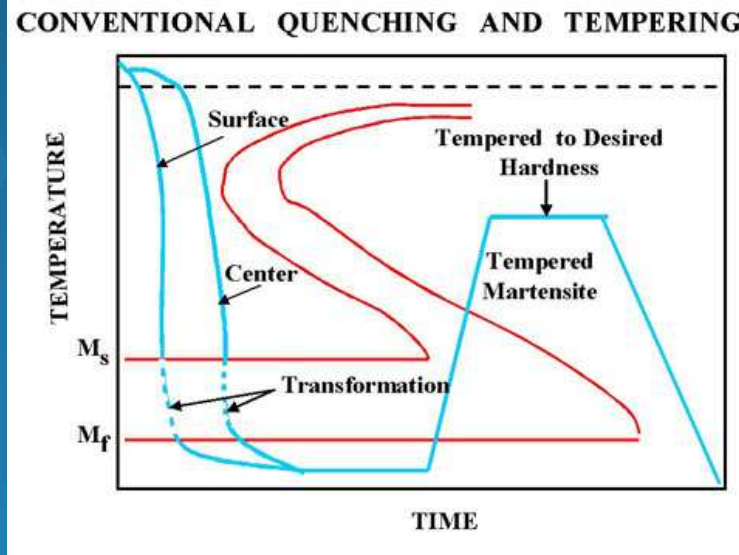 CONVENTIONAL QUENCHING AND TEMPERING
Surface
Tempered to Desired
Hardness
TEMPERATURE
Center
Tempered
Martensite
Ms
Transformation
Mf
TIME